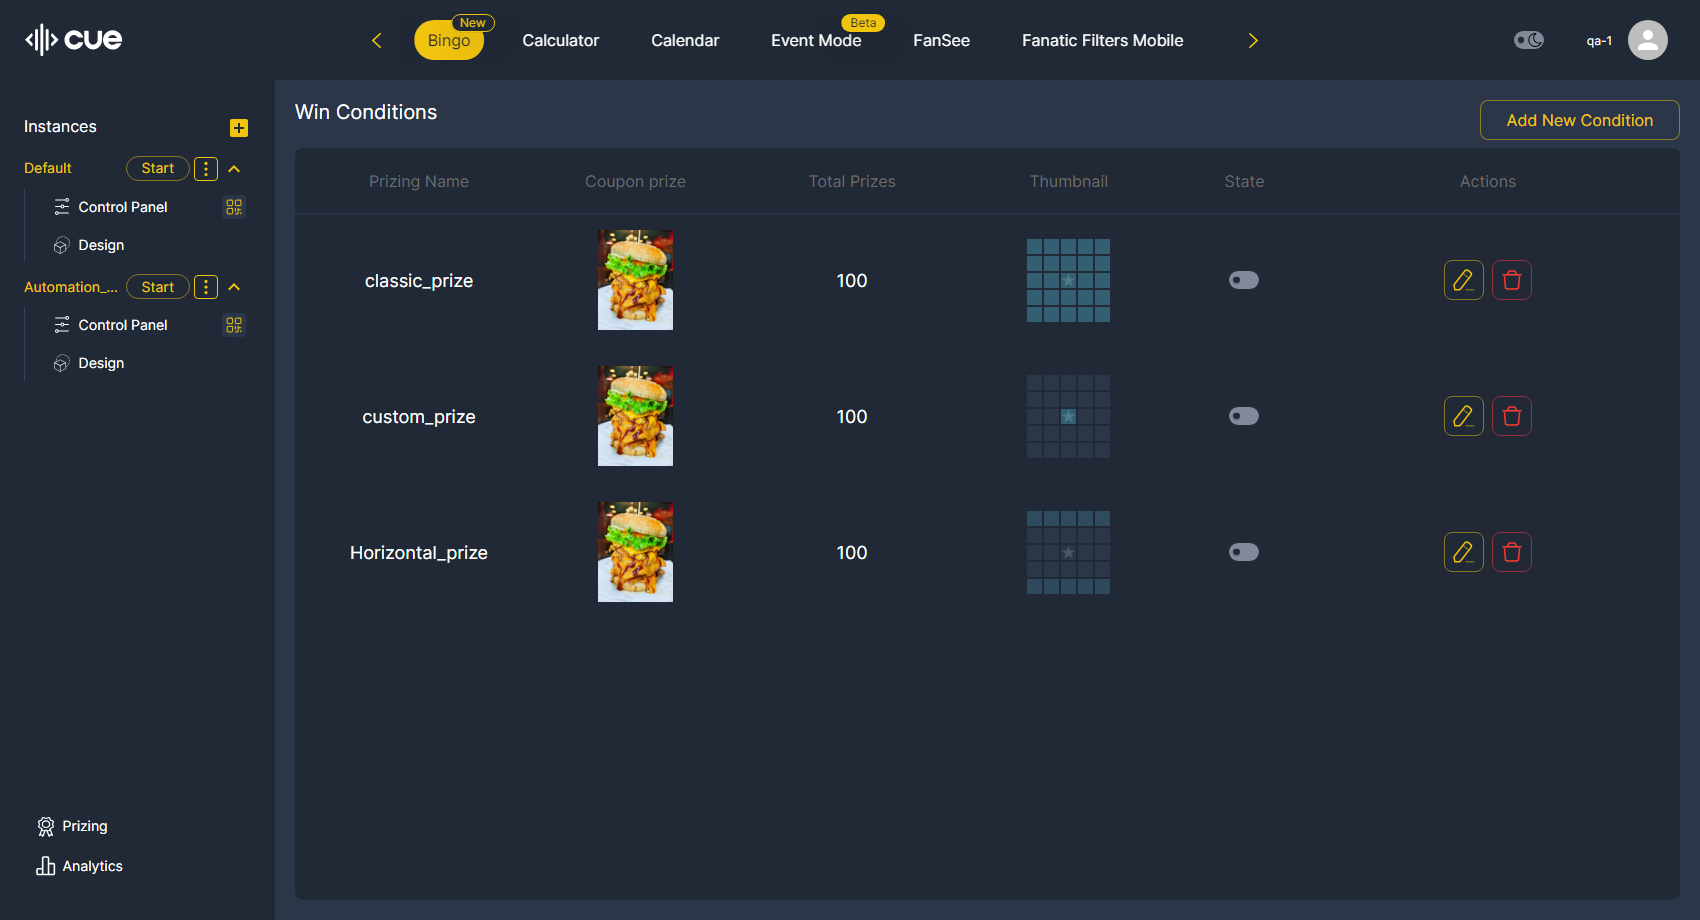 cue
Bingo
New
Calculator
Calendar
Event Mode
Beta
FanSee
Fanatic Filters Mobile
qa-1
Instances
Default
Start
Control Panel
Design
Automation_...
Start
Control Panel
Design
Prizing
Analytics
Win Conditions
Add New Condition
Prizing Name Coupon prize Total Prizes Thumbnail State Actions
classic_prize 100
custom_prize 100
Horizontal_prize 100